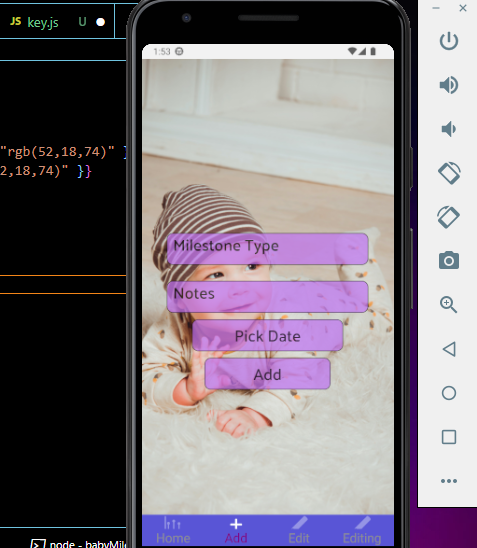 JS key.js U
1:53
"rgb(52,18,74)" }
2,18,74)" }}
Milestone Type
Notes
Pick Date
Add
Home Add Edit Editing
node - babyMile